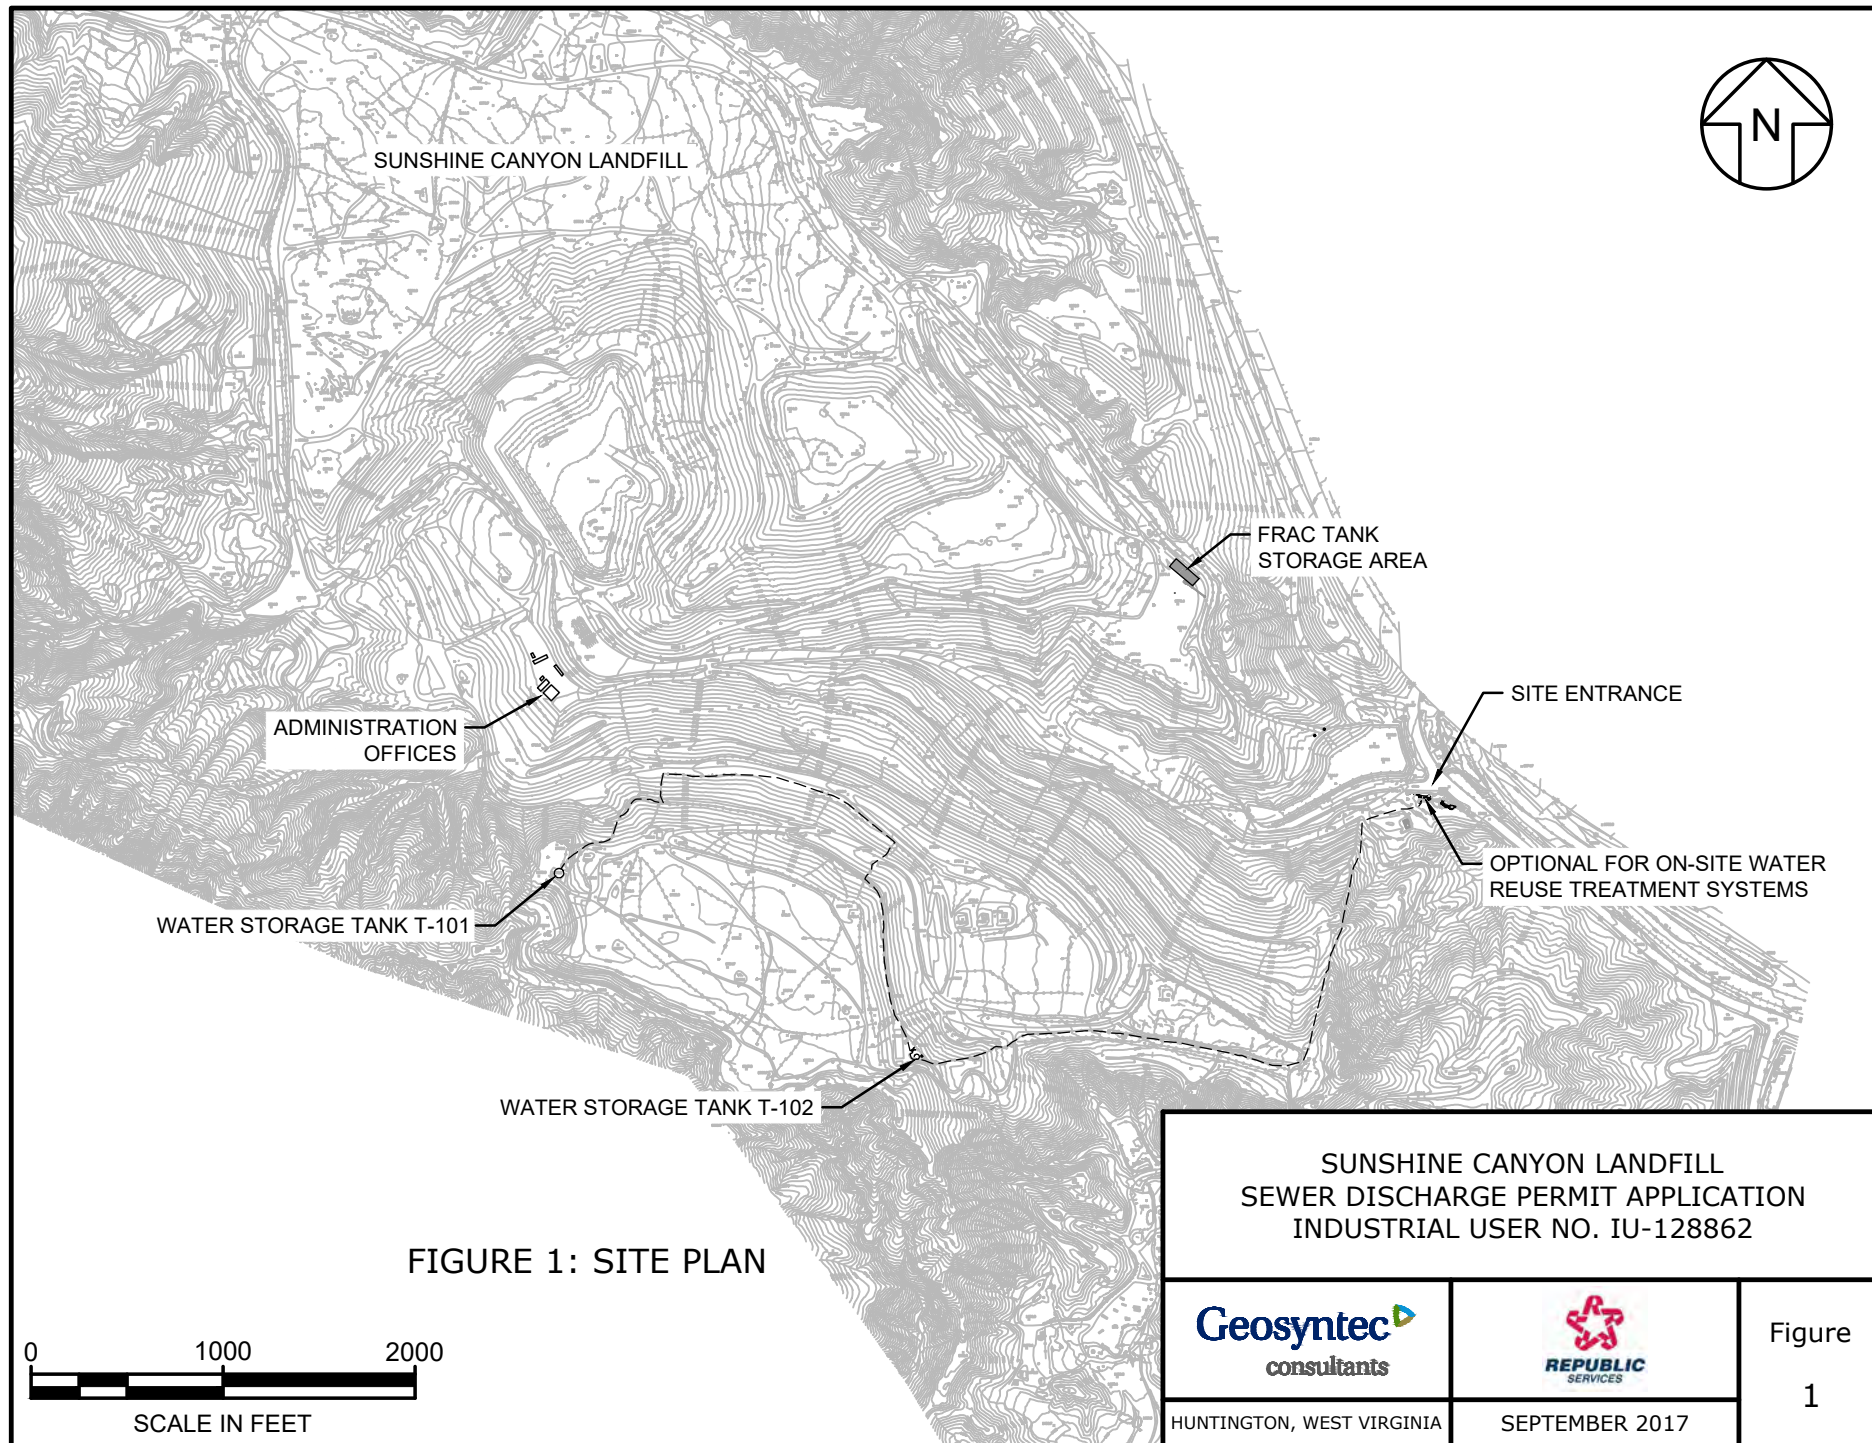 N
SUNSHINE CANYON LANDFILL
FRAC TANK
STORAGE AREA
SITE ENTRANCE
ADMINISTRATION
OFFICES
OPTIONAL FOR ON-SITE WATER
REUSE TREATMENT SYSTEMS
WATER STORAGE TANK T-101
WATER STORAGE TANK T-102
FIGURE 1: SITE PLAN
0 1000 2000
SCALE IN FEET
SUNSHINE CANYON LANDFILL
SEWER DISCHARGE PERMIT APPLICATION
INDUSTRIAL USER NO. IU-128862
Geosyntec
consultants
REPUBLIC
SERVICES
Figure
1
HUNTINGTON, WEST VIRGINIA
SEPTEMBER 2017